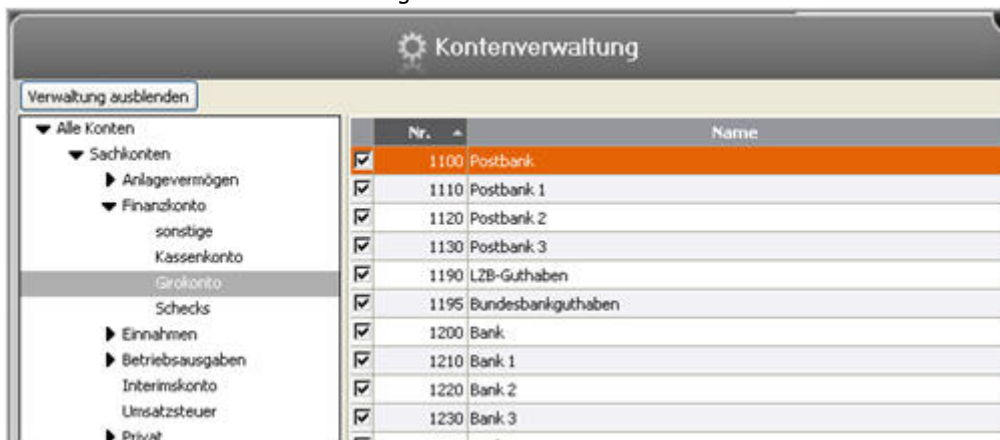 Kontenverwaltung
Verwaltung ausblenden
Alle Konten
Sachkonten
Anlagevermögen
Finanzkonto
sonstige
Kassenkonto
Girokonto
Schecks
Einnahmen
Betriebsausgaben
Interimskonto
Umsatzsteuer
Privat
Nr. Name
1100 Postbank
1110 Postbank 1
1120 Postbank 2
1130 Postbank 3
1190 LZB-Guthaben
1195 Bundesbankguthaben
1200 Bank
1210 Bank 1
1220 Bank 2
1230 Bank 3